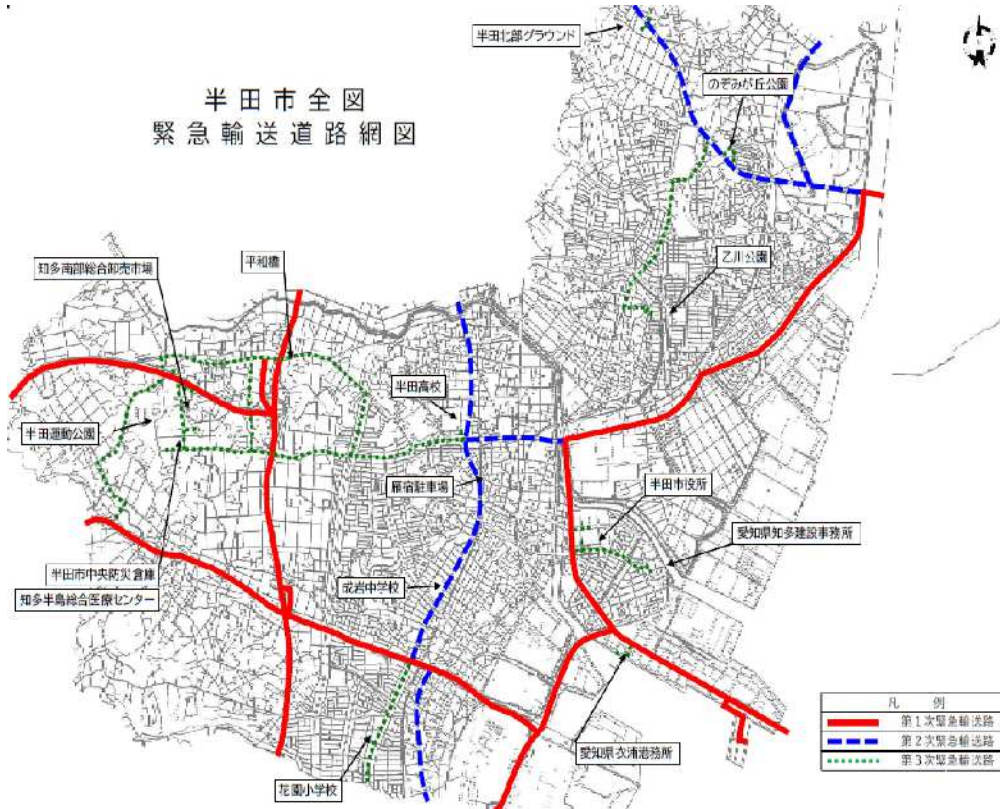 半田市全図
緊急輸送道路網図
半田北部グラウンド
のぞみが丘公園
乙川公園
知多南部総合卸売市場
平和橋
半田高校
半田運動公園
雁宿駐車場
半田市役所
愛知県知多建設事務所
半田市中央防災倉庫
知多半島総合医療センター
成岩中学校
愛知県衣浦港務所
花園小学校
凡例
第1次緊急輸送路
第2次緊急輸送路
第3次緊急輸送路